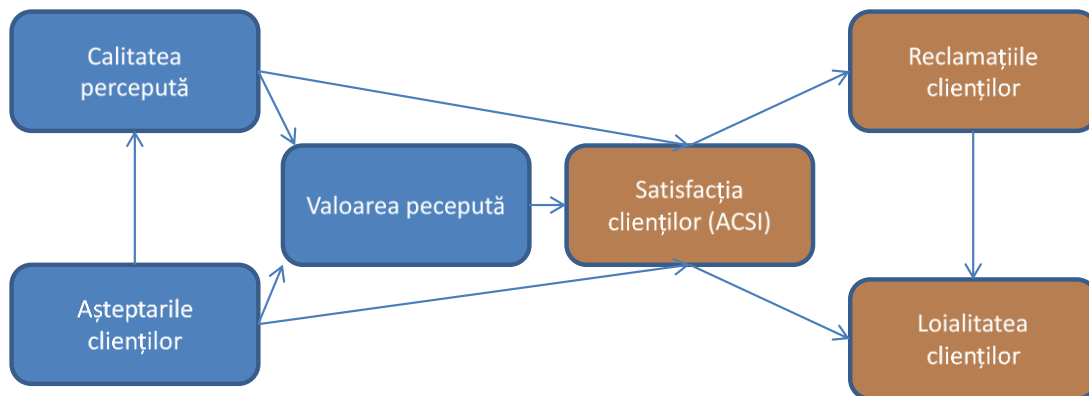 Calitatea
percepută
Reclamațiile
clienților
Valoarea pecepută
Satisfacția
clienților (ACSI)
Așteptarile
clienților
Loialitatea
clienților